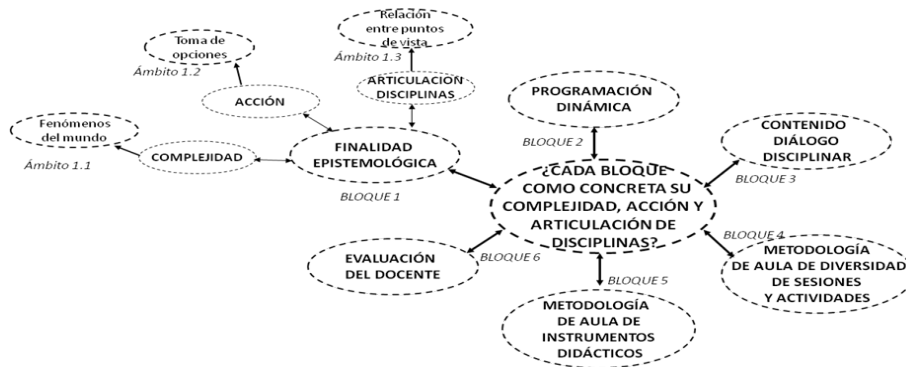 Relación
entre puntos
de vista
Ámbito 1.3
Toma de
opciones
Ámbito 1.2
ARTICULACIÓN
DISCIPLINAS
ACCIÓN
Fenómenos
del mundo
Ámbito 1.1
COMPLEJIDAD
FINALIDAD
EPISTEMOLÓGICA
BLOQUE 1
PROGRAMACIÓN
DINÁMICA
BLOQUE 2
CONTENIDO
DIÁLOGO
DISCIPLINAR
BLOQUE 3
¿CADA BLOQUE
COMO CONCRETA SU
COMPLEJIDAD, ACCIÓN Y
ARTICULACIÓN DE
DISCIPLINAS?
BLOQUE 4
METODOLOGÍA
DE AULA DE DIVERSIDAD
DE SESIONES
Y ACTIVIDADES
EVALUACIÓN
DEL DOCENTE
BLOQUE 6
BLOQUE 5
METODOLOGÍA
DE AULA DE
INSTRUMENTOS
DIDÁCTICOS